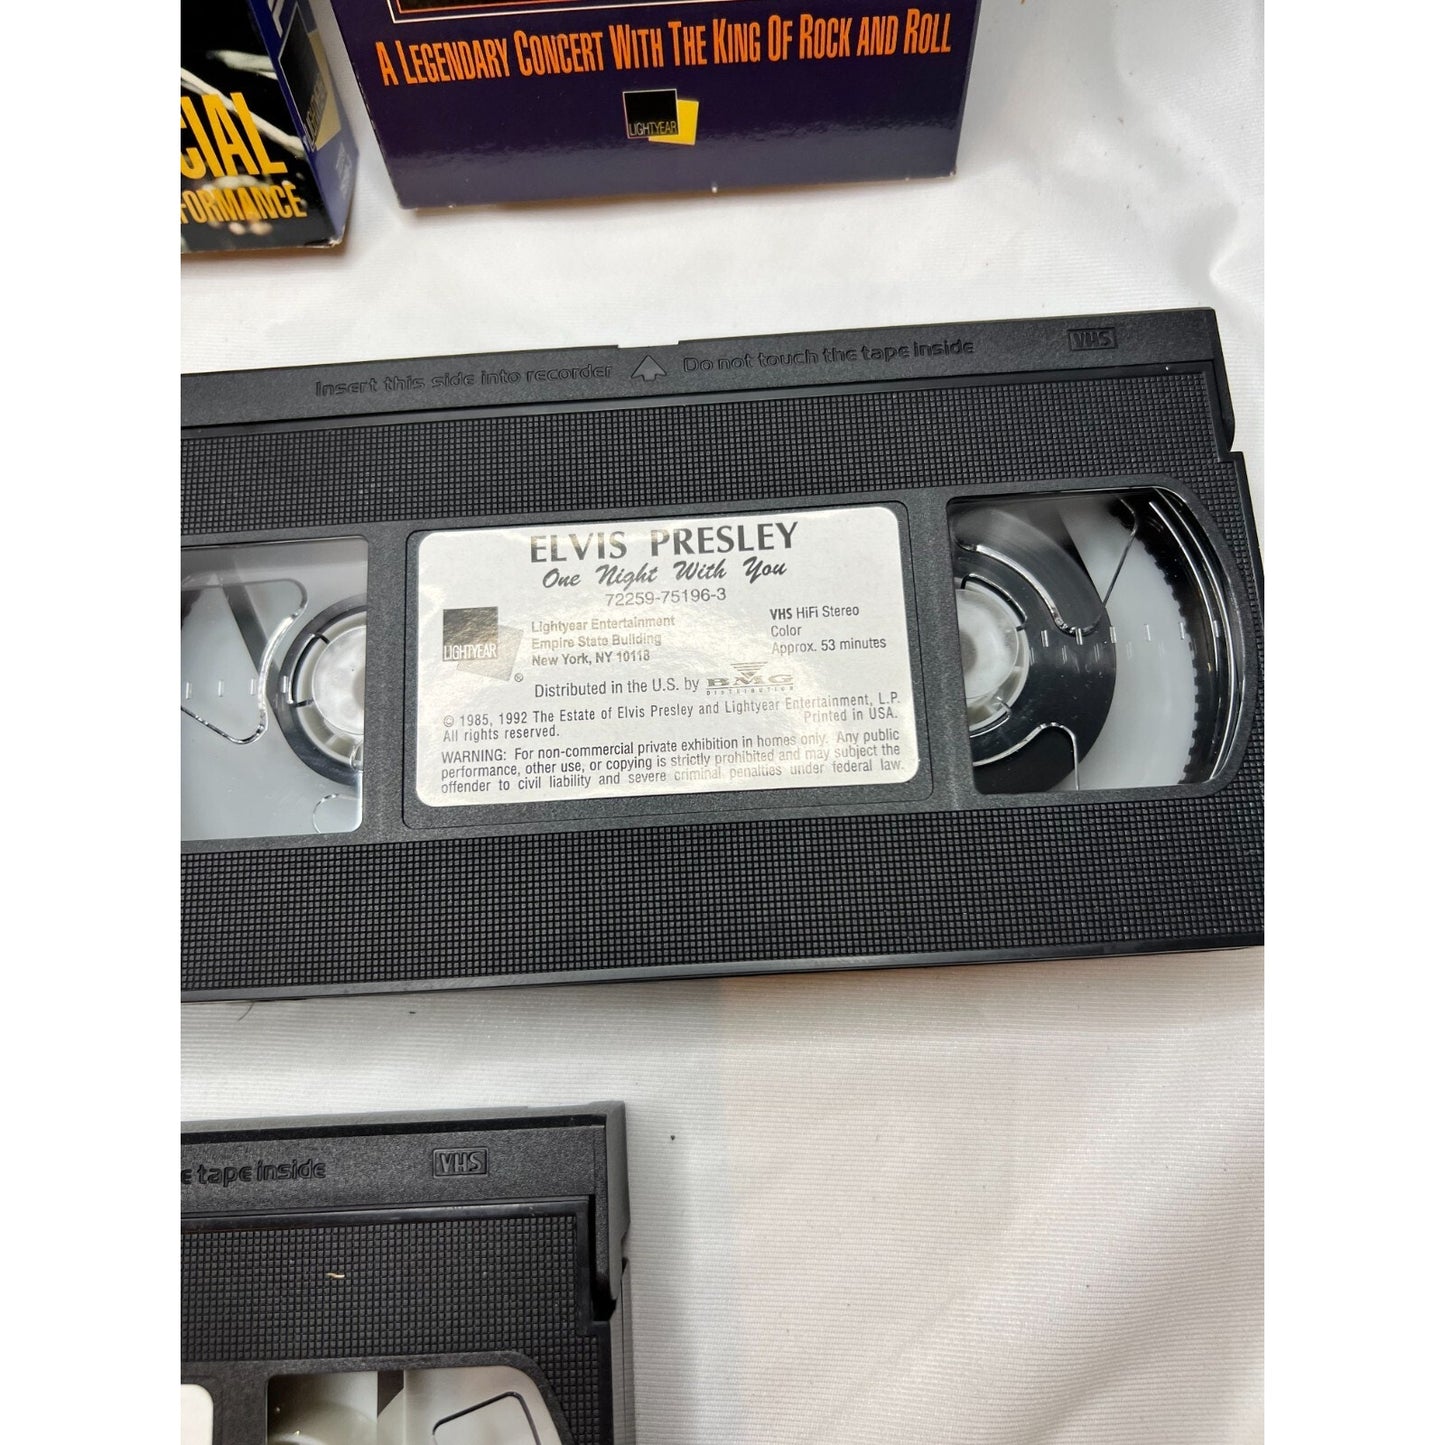 A LEGENDARY CONCERT WITH THE KING OF ROCK AND ROLL
LIGHTYEAR
CIAL
FORMANCE
Insert this side into recorder Do not touch the tape inside VHS
ELVIS PRESLEY
One Night With You
72259-75196-3
LIGHTYEAR ®
Lightyear Entertainment
Empire State Building
New York, NY 10118
VHS HiFi Stereo
Color
Approx. 53 minutes
Distributed in the U.S. by BMG DISTRIBUTION
© 1985, 1992 The Estate of Elvis Presley and Lightyear Entertainment, L.P.
All rights reserved. Printed in USA.
WARNING: For non-commercial private exhibition in homes only. Any public
performance, other use, or copying is strictly prohibited and may subject the
offender to civil liability and severe criminal penalties under federal law.
e tape inside VHS